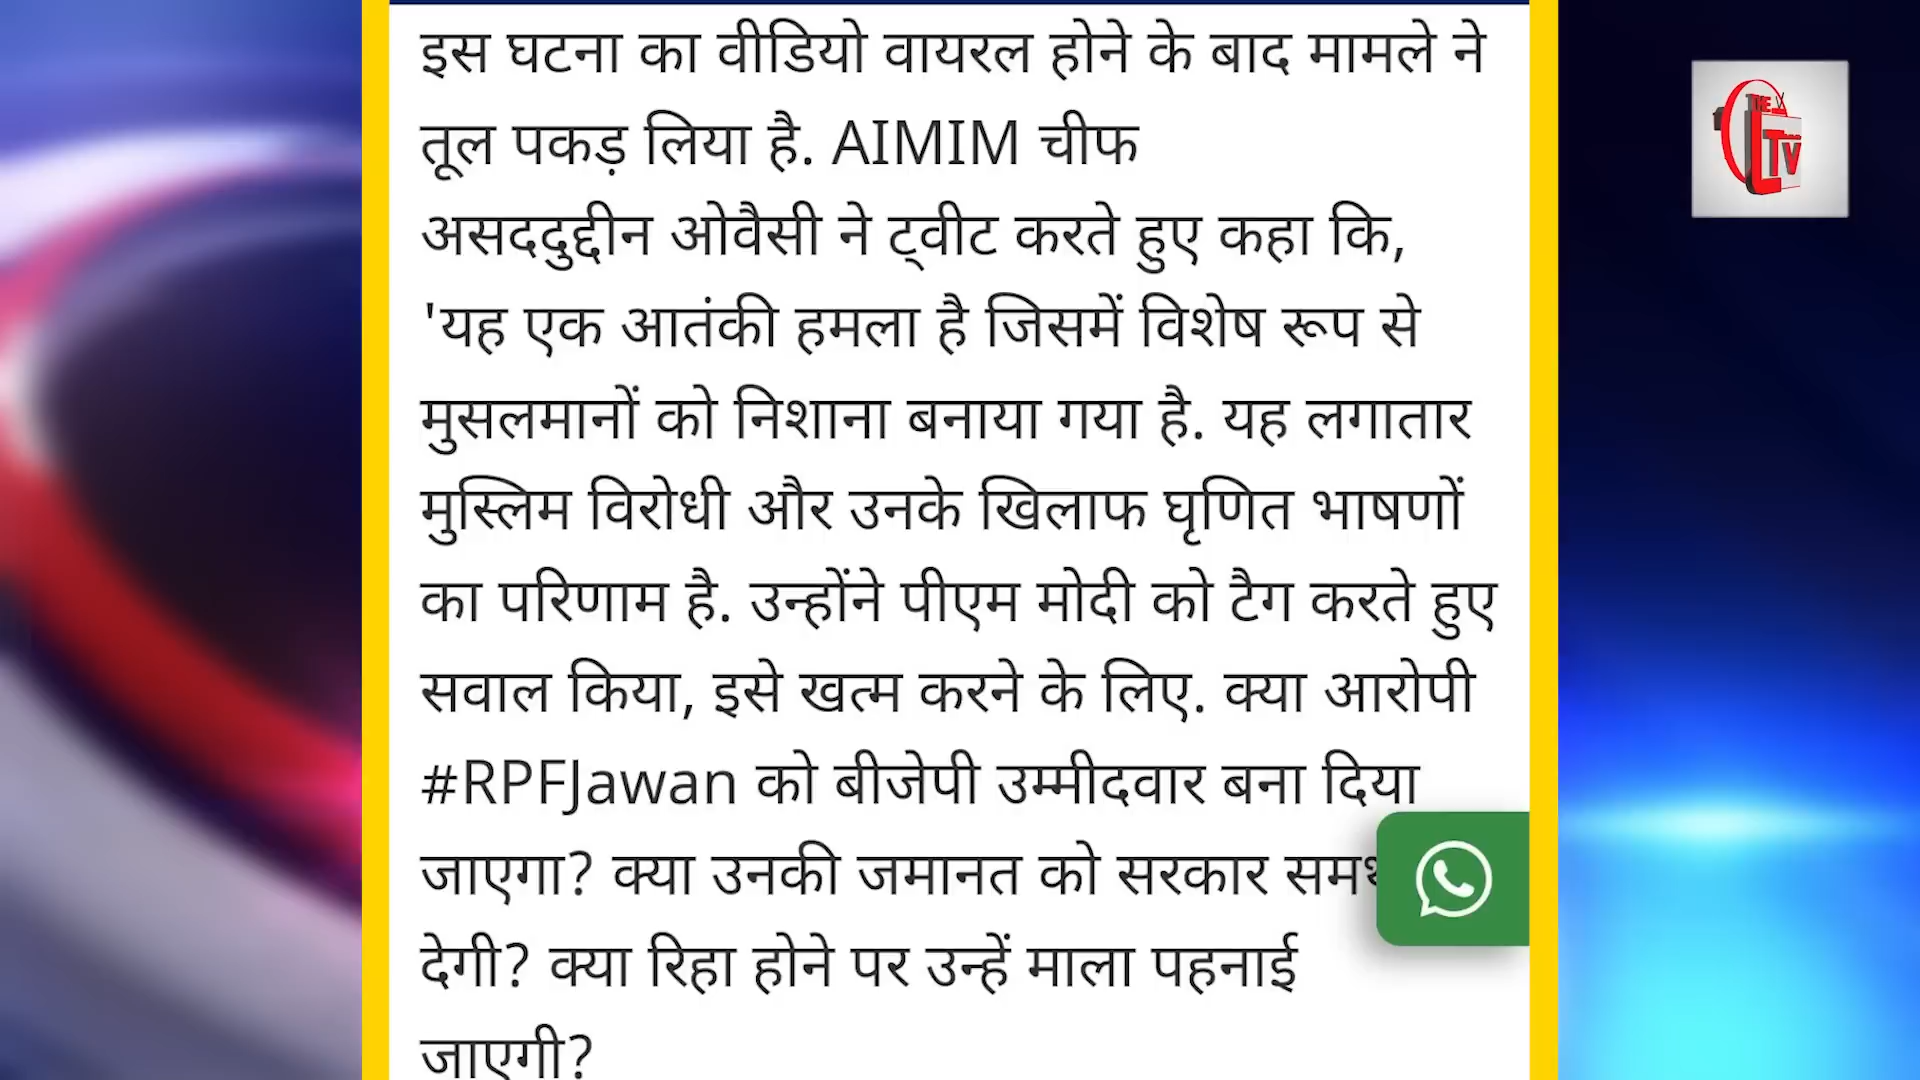 इस घटना का वीडियो वायरल होने के बाद मामले ने
तूल पकड़ लिया है. AIMIM चीफ
असददुद्दीन ओवैसी ने ट्वीट करते हुए कहा कि,
'यह एक आतंकी हमला है जिसमें विशेष रूप से
मुसलमानों को निशाना बनाया गया है. यह लगातार
मुस्लिम विरोधी और उनके खिलाफ घृणित भाषणों
का परिणाम है. उन्होंने पीएम मोदी को टैग करते हुए
सवाल किया, इसे खत्म करने के लिए. क्या आरोपी
#RPFJawan को बीजेपी उम्मीदवार बना दिया
जाएगा? क्या उनकी जमानत को सरकार
देगी? क्या रिहा होने पर उन्हें माला पहनाई
जाएगी?
THE
TV